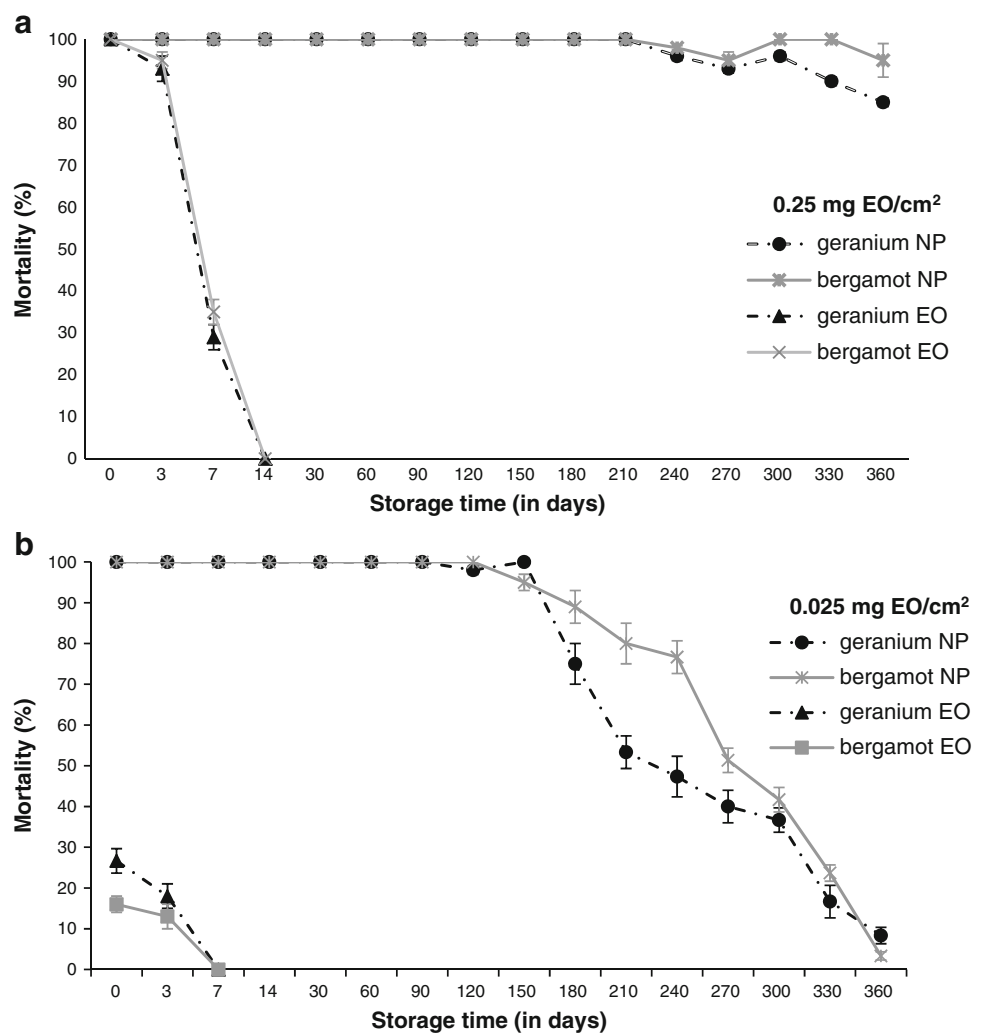 a
100
90
80
70
60
50
40
30
20
10
0
Mortality (%)
0 3 7 14 30 60 90 120 150 180 210 240 270 300 330 360
Storage time (in days)
0.25 mg EO/cm²
geranium NP
bergamot NP
geranium EO
bergamot EO
b
100
90
80
70
60
50
40
30
20
10
0
Mortality (%)
0 3 7 14 30 60 90 120 150 180 210 240 270 300 330 360
Storage time (in days)
0.025 mg EO/cm²
geranium NP
bergamot NP
geranium EO
bergamot EO